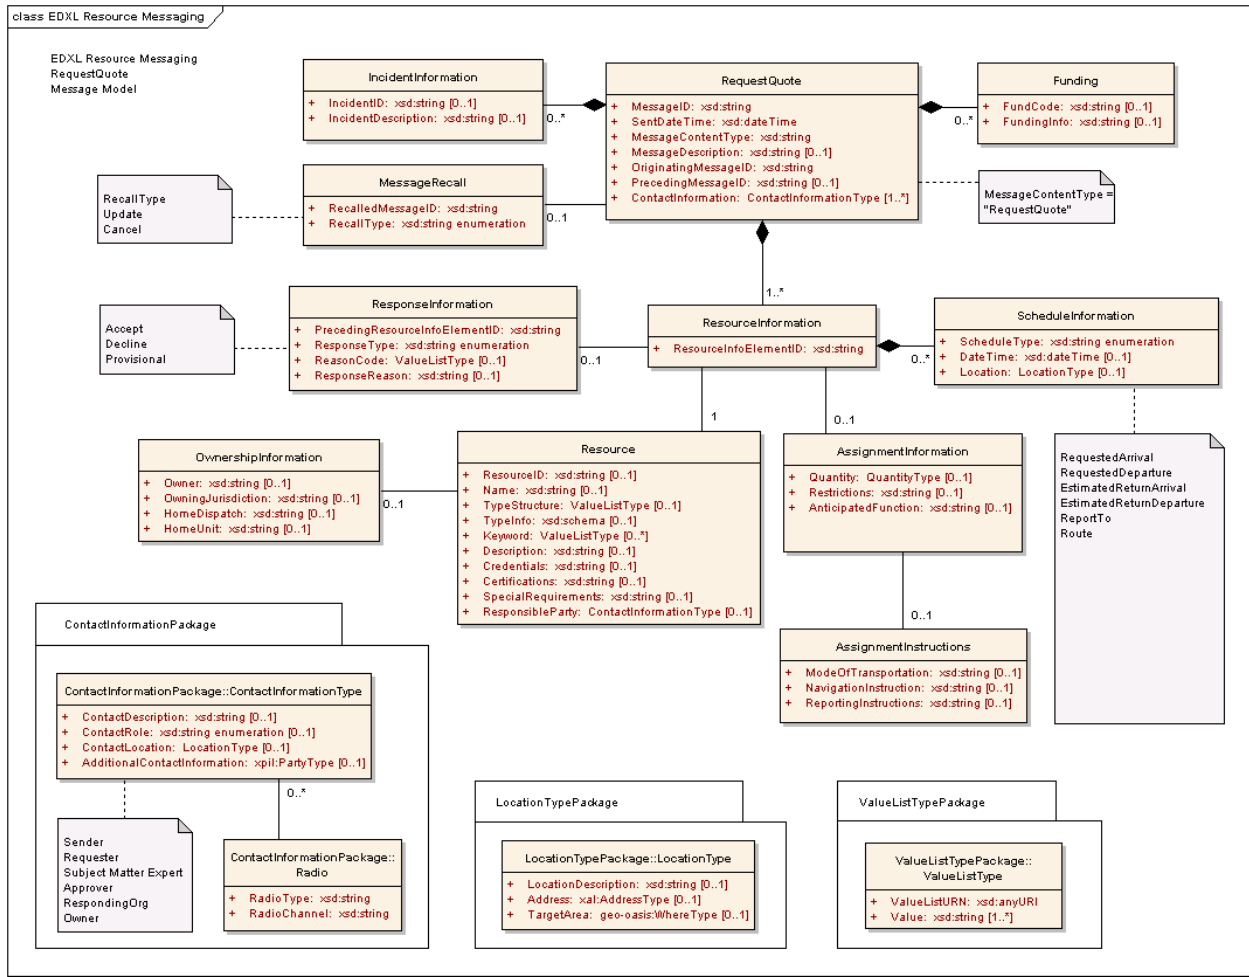 class EDXL Resource Messaging
EDXL Resource Messaging
RequestQuote
Message Model
IncidentInformation
+ IncidentID: xsd:string [0..1]
+ IncidentDescription: xsd:string [0..1]
0..*
RequestQuote
+ MessageID: xsd:string
+ SentDateTime: xsd:dateTime
+ MessageContentType: xsd:string
+ MessageDescription: xsd:string [0..1]
+ OriginatingMessageID: xsd:string
+ PrecedingMessageID: xsd:string [0..1]
+ ContactInformation: ContactInformationType [1..*]
Funding
+ FundCode: xsd:string [0..1]
+ FundingInfo: xsd:string [0..1]
0..*
RecallType
Update
Cancel
MessageRecall
+ RecalledMessageID: xsd:string
+ RecallType: xsd:string enumeration
0..1
MessageContentType =
"RequestQuote"
1..*
Accept
Decline
Provisional
ResponseInformation
+ PrecedingResourceInfoElementID: xsd:string
+ ResponseType: xsd:string enumeration
+ ReasonCode: ValueListType [0..1]
+ ResponseReason: xsd:string [0..1]
0..1
ResourceInformation
+ ResourceInfoElementID: xsd:string
0..*
ScheduleInformation
+ ScheduleType: xsd:string enumeration
+ DateTime: xsd:dateTime [0..1]
+ Location: LocationType [0..1]
1
0..1
OwnershipInformation
+ Owner: xsd:string [0..1]
+ OwningJurisdiction: xsd:string [0..1]
+ HomeDispatch: xsd:string [0..1]
+ HomeUnit: xsd:string [0..1]
0..1
Resource
+ ResourceID: xsd:string [0..1]
+ Name: xsd:string [0..1]
+ TypeStructure: ValueListType [0..1]
+ TypeInfo: xsd:schema [0..1]
+ Keyword: ValueListType [0..*]
+ Description: xsd:string [0..1]
+ Credentials: xsd:string [0..1]
+ Certifications: xsd:string [0..1]
+ SpecialRequirements: xsd:string [0..1]
+ ResponsibleParty: ContactInformationType [0..1]
AssignmentInformation
+ Quantity: QuantityType [0..1]
+ Restrictions: xsd:string [0..1]
+ AnticipatedFunction: xsd:string [0..1]
RequestedArrival
RequestedDeparture
EstimatedReturnArrival
EstimatedReturnDeparture
ReportTo
Route
0..1
AssignmentInstructions
+ ModeOfTransportation: xsd:string [0..1]
+ NavigationInstruction: xsd:string [0..1]
+ ReportingInstructions: xsd:string [0..1]
ContactInformationPackage
ContactInformationPackage::ContactInformationType
+ ContactDescription: xsd:string [0..1]
+ ContactRole: xsd:string enumeration [0..1]
+ ContactLocation: LocationType [0..1]
+ AdditionalContactInformation: xpil:PartyType [0..1]
0..*
Sender
Requester
Subject Matter Expert
Approver
RespondingOrg
Owner
ContactInformationPackage::
Radio
+ RadioType: xsd:string
+ RadioChannel: xsd:string
LocationTypePackage
LocationTypePackage::LocationType
+ LocationDescription: xsd:string [0..1]
+ Address: xal:AddressType [0..1]
+ TargetArea: geo-oasis:WhereType [0..1]
ValueListTypePackage
ValueListTypePackage::
ValueListType
+ ValueListURN: xsd:anyURI
+ Value: xsd:string [1..*]